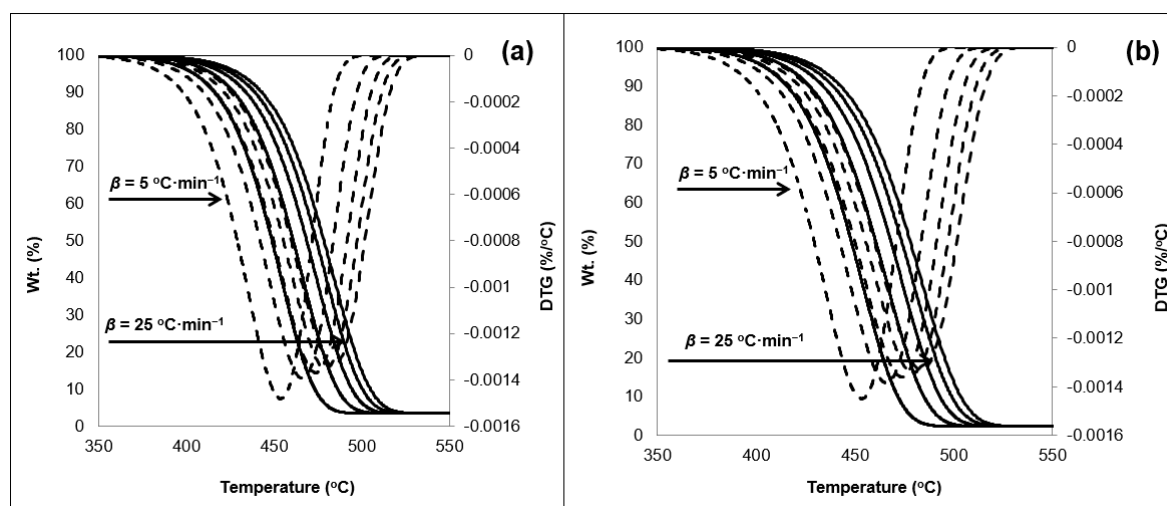 (a)
100
90
80
70
60
50
40
30
20
10
0
Wt. (%)
0
-0.0002
-0.0004
-0.0006
-0.0008
-0.001
-0.0012
-0.0014
-0.0016
DTG (%/°C)
β = 5 °C·min⁻¹
β = 25 °C·min⁻¹
350 400 450 500 550
Temperature (°C)
(b)
100
90
80
70
60
50
40
30
20
10
0
Wt. (%)
0
-0.0002
-0.0004
-0.0006
-0.0008
-0.001
-0.0012
-0.0014
-0.0016
DTG (%/°C)
β = 5 °C·min⁻¹
β = 25 °C·min⁻¹
350 400 450 500 550
Temperature (°C)